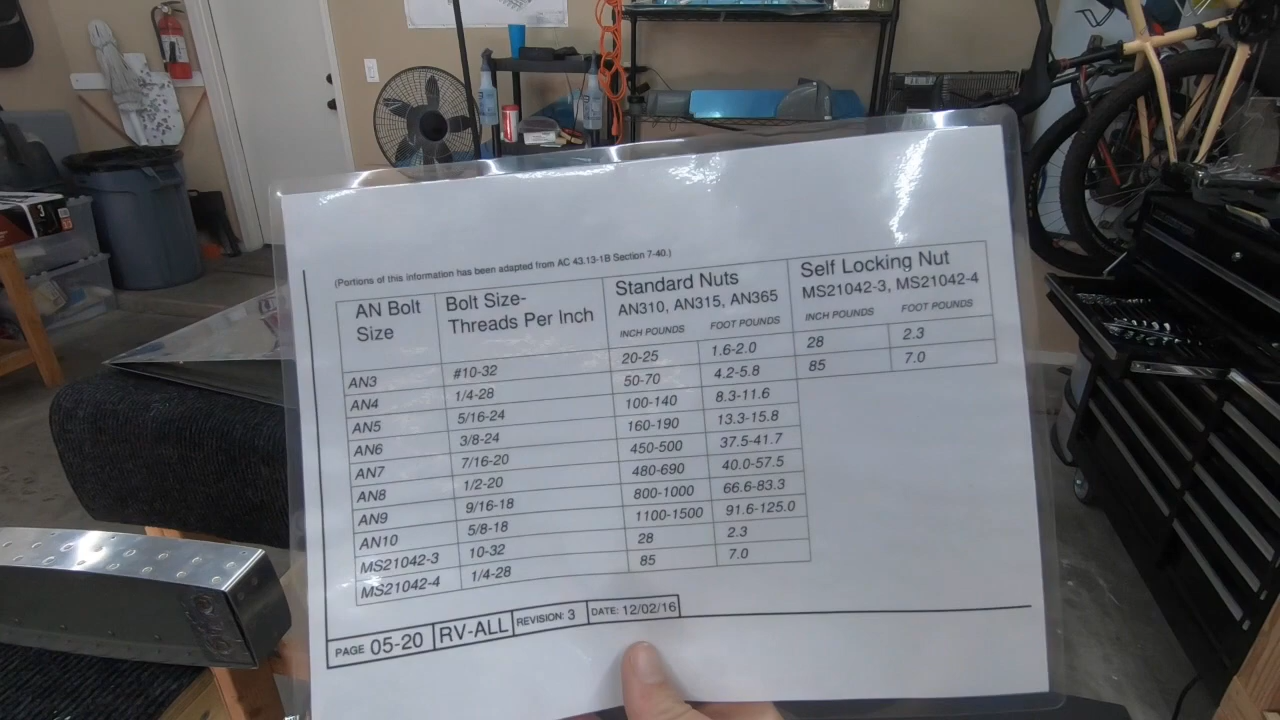 (Portions of this information has been adapted from AC 43.13-1B Section 7-40.)
AN Bolt Size
Bolt Size-
Threads Per Inch
Standard Nuts
AN310, AN315, AN365
INCH POUNDS FOOT POUNDS
Self Locking Nut
MS21042-3, MS21042-4
INCH POUNDS FOOT POUNDS
AN3 #10-32 20-25 1.6-2.0 28 2.3
AN4 1/4-28 50-70 4.2-5.8 85 7.0
AN5 5/16-24 100-140 8.3-11.6
AN6 3/8-24 160-190 13.3-15.8
AN7 7/16-20 450-500 37.5-41.7
AN8 1/2-20 480-690 40.0-57.5
AN9 9/16-18 800-1000 66.6-83.3
AN10 5/8-18 1100-1500 91.6-125.0
MS21042-3 10-32 28 2.3
MS21042-4 1/4-28 85 7.0
PAGE 05-20 RV-ALL REVISION: 3 DATE: 12/02/16